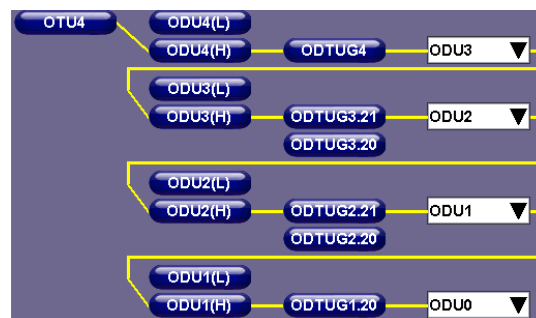 OTU4 ODU4(L)
ODU4(H) ODTUG4 ODU3
ODU3(L)
ODU3(H) ODTUG3.21 ODU2
ODTUG3.20
ODU2(L)
ODU2(H) ODTUG2.21 ODU1
ODTUG2.20
ODU1(L)
ODU1(H) ODTUG1.20 ODU0